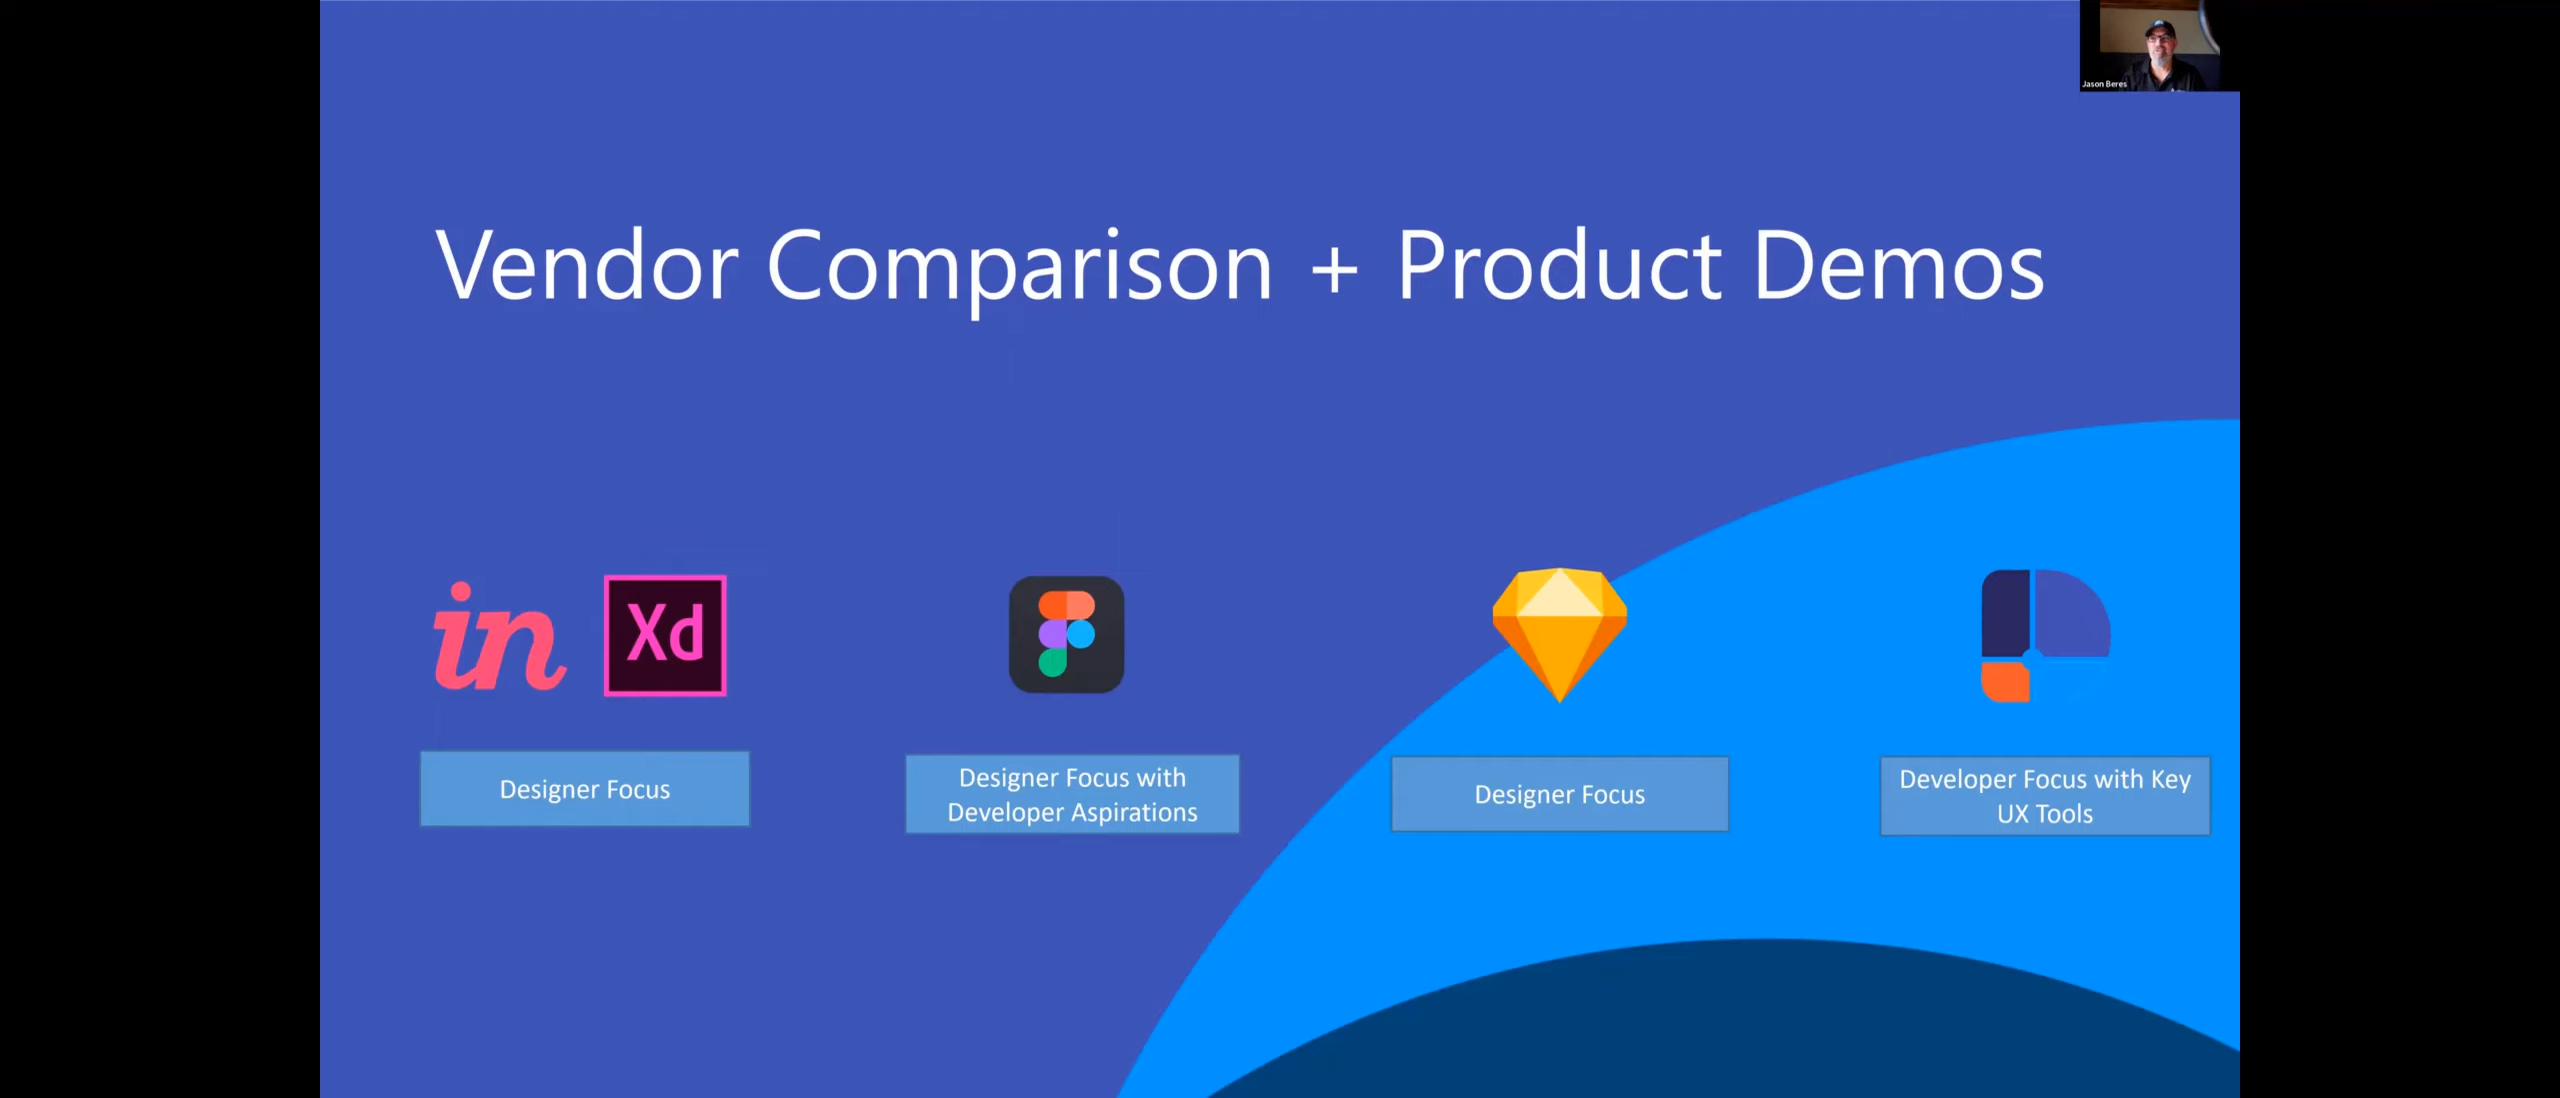 Jason Beres
Vendor Comparison + Product Demos
in
Xd
Designer Focus
Designer Focus with
Developer Aspirations
Designer Focus
Developer Focus with Key
UX Tools